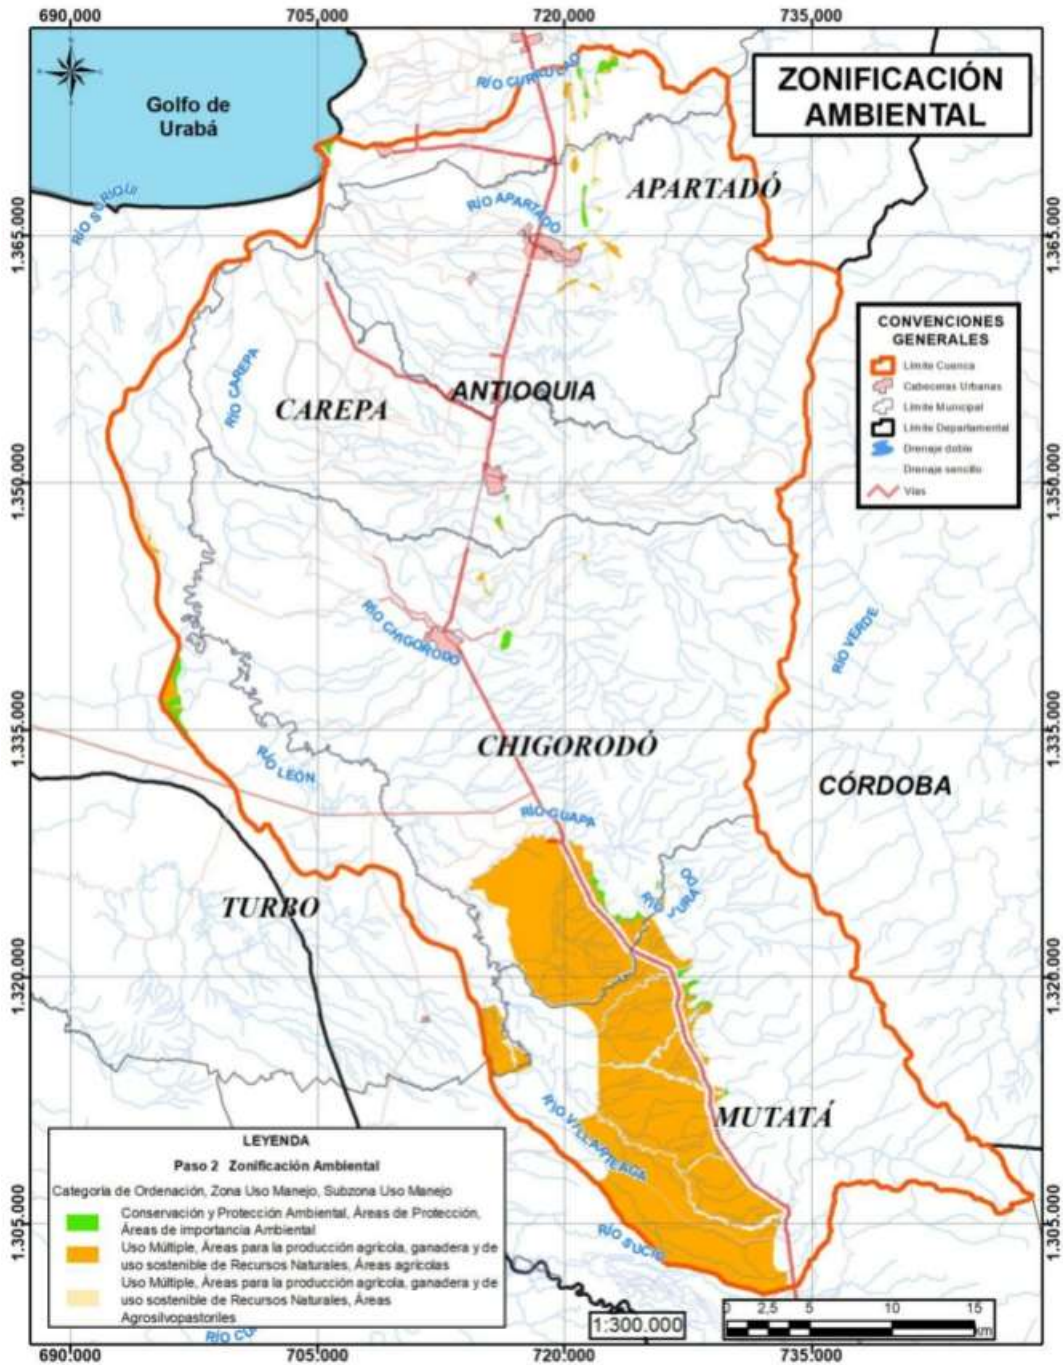 690.000 705.000 720.000 735.000
ZONIFICACIÓN
AMBIENTAL
Golfo de
Urabá
RÍO CURRULAO
RÍO SURIQUI
APARTADÓ
RÍO APARTADÓ
1.365.000 1.365.000
CONVENCIONES
GENERALES
Límite Cuenca
Cabeceras Urbanas
Límite Municipal
Límite Departamental
Drenaje doble
Drenaje sencillo
Vías
RÍO CAREPA
ANTIOQUIA
CAREPA
1.350.000 1.350.000
RÍO CHIGORODÓ
RÍO VERDE
1.335.000 1.335.000
CHIGORODÓ
RÍO LEÓN
CÓRDOBA
RÍO GUAPA
TURBO
RÍO JURADO
1.320.000 1.320.000
MUTATÁ
RÍO VILLARTEAGA
RÍO SUCIO
1.305.000 1.305.000
LEYENDA
Paso 2 Zonificación Ambiental
Categoría de Ordenación, Zona Uso Manejo, Subzona Uso Manejo
Conservación y Protección Ambiental, Áreas de Protección,
Áreas de importancia Ambiental
Uso Múltiple, Áreas para la producción agrícola, ganadera y de
uso sostenible de Recursos Naturales, Áreas agrícolas
Uso Múltiple, Áreas para la producción agrícola, ganadera y de
uso sostenible de Recursos Naturales, Áreas
Agrosilvopastoriles
1:300.000
0 2,5 5 10 15
km
690.000 705.000 720.000 735.000